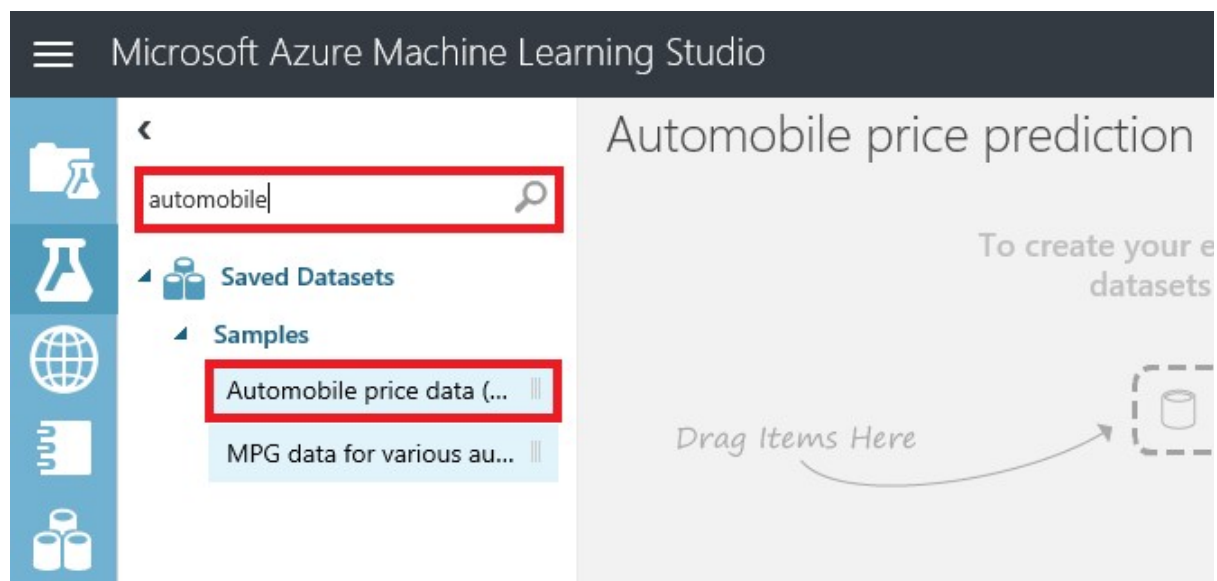 Microsoft Azure Machine Learning Studio
Automobile price prediction
automobile
To create your e
datasets
Saved Datasets
Samples
Automobile price data (...
MPG data for various au...
Drag Items Here